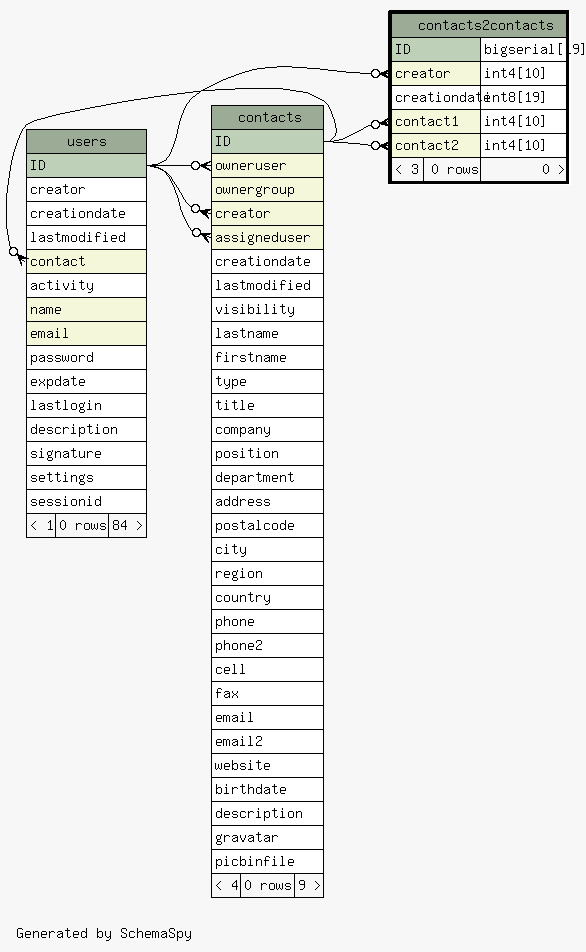 contacts2contacts
ID bigserial[19]
creator int4[10]
creationdate int8[19]
contact1 int4[10]
contact2 int4[10]
< 3 0 rows 0 >
contacts
ID
owneruser
ownergroup
creator
assigneduser
creationdate
lastmodified
visibility
lastname
firstname
type
title
company
position
department
address
postalcode
city
region
country
phone
phone2
cell
fax
email
email2
website
birthdate
description
gravatar
picbinfile
< 4 0 rows 9 >
users
ID
creator
creationdate
lastmodified
contact
activity
name
email
password
expdate
lastlogin
description
signature
settings
sessionid
< 1 0 rows 84 >
Generated by SchemaSpy